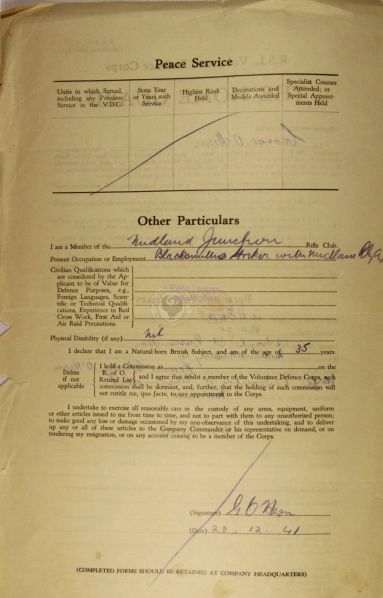 Peace Service
Units in which Served, including any Previous Service in the V.D.C.
State Year or Years such Service
Highest Rank Held
Decorations and Medals Awarded
Specialist Courses Attended; or Special Appointments Held
Other Particulars
I am a Member of the Midland Junction Rifle Club.
Present Occupation or Employment Blacksmiths Striker with Midland Rly Co
Civilian Qualifications which
are considered by the Ap-
plicant to be of Value for
Defence Purposes, e.g.,
Foreign Languages, Scien-
tific or Technical Qualifi-
cations, Experience in Red
Cross Work, First Aid or
Air Raid Precautions.
Physical Disability (if any) Nil
I declare that I am a Natural-born British Subject, and am of the age of 35 years.
Delete if not applicable
I hold a Commission as on the
R. of O.
Retired List
and I agree that whilst a member of the Volunteer Defence Corps, will
commission shall be dormant, and, further, that the holding of such commission will
not entitle me, ipso facto, to any appointment in the Corps.
I undertake to exercise all reasonable care in the custody of any arms, equipment, uniform
or other articles issued to me from time to time, and not to part with them to any unauthorised person;
to make good any loss or damage occasioned by my non-observance of this undertaking, and to deliver
up any or all of these articles to the Company Commander or his representative on demand, or on
tendering my resignation, or on any account ceasing to be a member of the Corps.
(Signature) G O'
(Date) 20. 12. 41
(COMPLETED FORMS SHOULD BE RETAINED AT COMPANY HEADQUARTERS)